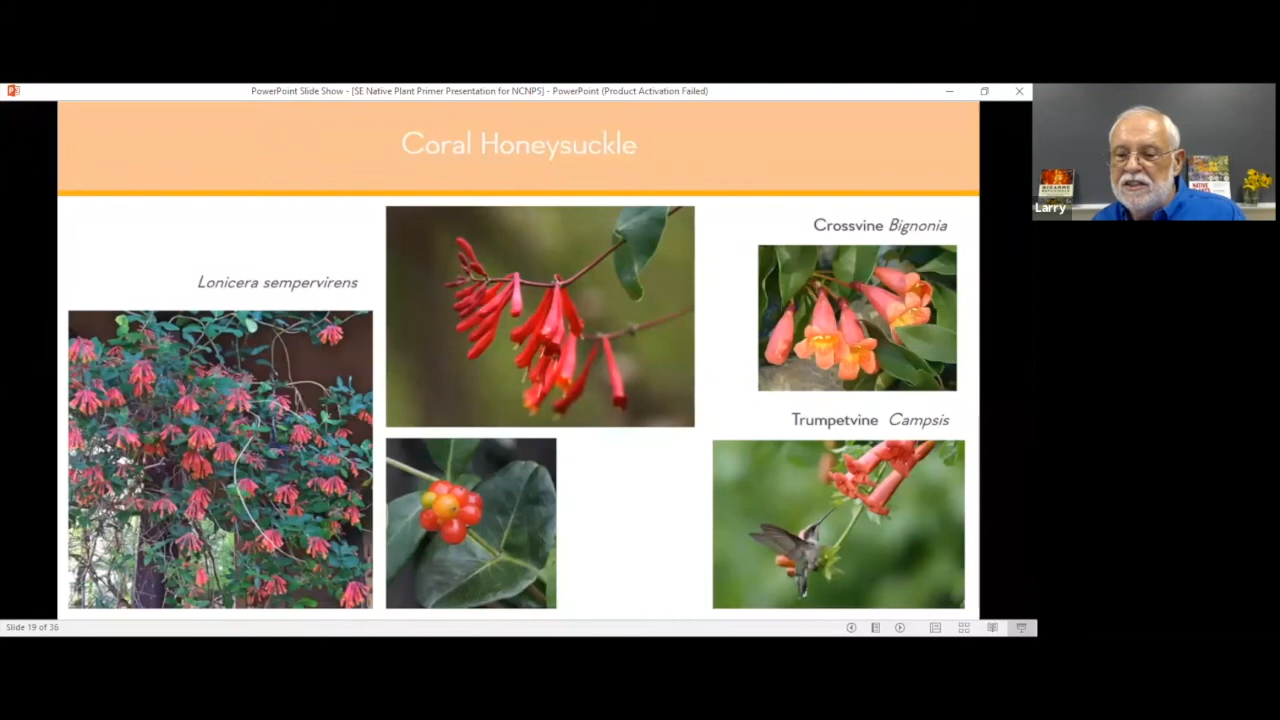 PowerPoint Slide Show - [SE Native Plant Primer Presentation for NCNPS] - PowerPoint (Product Activation Failed)
Coral Honeysuckle
Lonicera sempervirens
Crossvine Bignonia
Trumpetvine Campsis
Larry
Slide 19 of 36